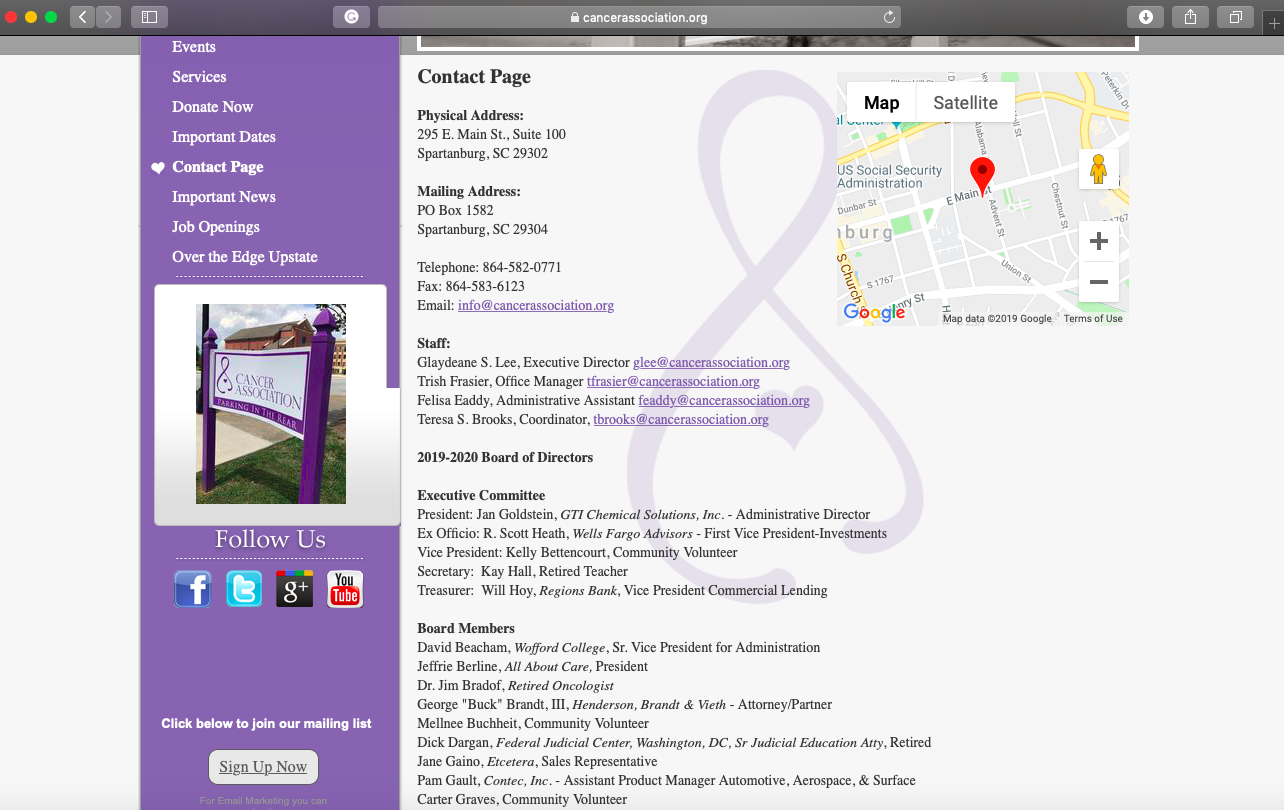 cancerassociation.org
Events
Services
Donate Now
Important Dates
Contact Page
Important News
Job Openings
Over the Edge Upstate
CANCER
ASSOCIATION
PARKING IN THE REAR
Follow Us
f
t
g+
You
Tube
Click below to join our mailing list
Sign Up Now
For Email Marketing you can
Contact Page
Physical Address:
295 E. Main St., Suite 100
Spartanburg, SC 29302
Mailing Address:
PO Box 1582
Spartanburg, SC 29304
Telephone: 864-582-0771
Fax: 864-583-6123
Email: info@cancerassociation.org
Staff:
Glaydeane S. Lee, Executive Director glee@cancerassociation.org
Trish Frasier, Office Manager tfrasier@cancerassociation.org
Felisa Eaddy, Administrative Assistant feaddy@cancerassociation.org
Teresa S. Brooks, Coordinator, tbrooks@cancerassociation.org
2019-2020 Board of Directors
Executive Committee
President: Jan Goldstein, GTI Chemical Solutions, Inc. - Administrative Director
Ex Officio: R. Scott Heath, Wells Fargo Advisors - First Vice President-Investments
Vice President: Kelly Bettencourt, Community Volunteer
Secretary: Kay Hall, Retired Teacher
Treasurer: Will Hoy, Regions Bank, Vice President Commercial Lending
Board Members
David Beacham, Wofford College, Sr. Vice President for Administration
Jeffrie Berline, All About Care, President
Dr. Jim Bradof, Retired Oncologist
George "Buck" Brandt, III, Henderson, Brandt & Vieth - Attorney/Partner
Mellnee Buchheit, Community Volunteer
Dick Dargan, Federal Judicial Center, Washington, DC, Sr Judicial Education Atty, Retired
Jane Gaino, Etcetera, Sales Representative
Pam Gault, Contec, Inc. - Assistant Product Manager Automotive, Aerospace, & Surface
Carter Graves, Community Volunteer
Map
Satellite
Peterkin Dr
Alabama
US Social Security
Administration
Dunbar St
E Main St
Advent St
Chestnut St
nburg
S Church St
S 1767
Union St
1767
enry St
Google
Map data ©2019 Google
Terms of Use